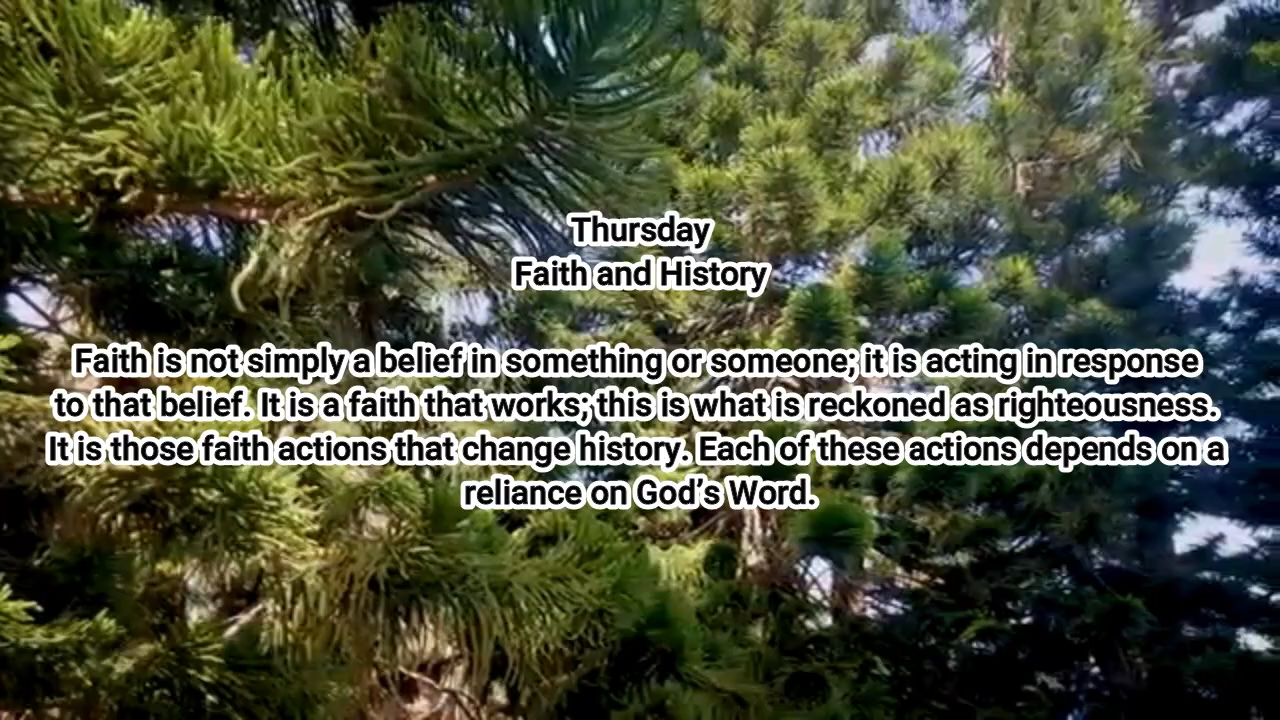 Thursday
Faith and History
Faith is not simply a belief in something or someone; it is acting in response
to that belief. It is a faith that works; this is what is reckoned as righteousness.
It is those faith actions that change history. Each of these actions depends on a
reliance on God’s Word.